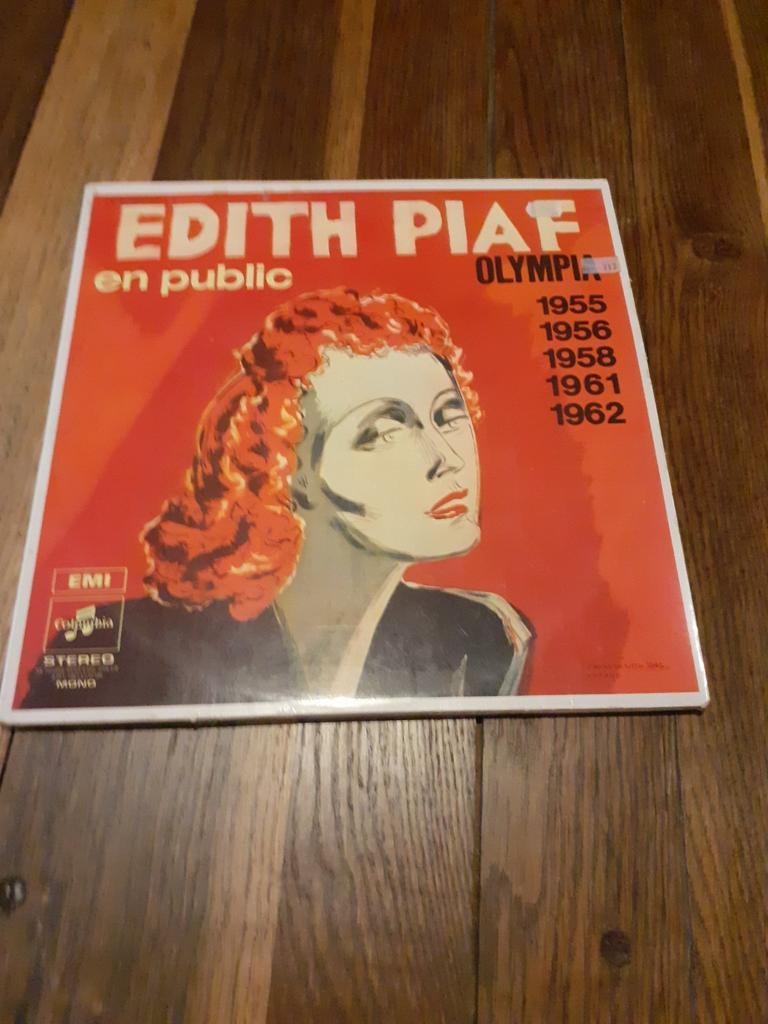 EDITH PIAF
en public
OLYMPIA
1955
1956
1958
1961
1962
EMI
Columbia
STEREO
MONO